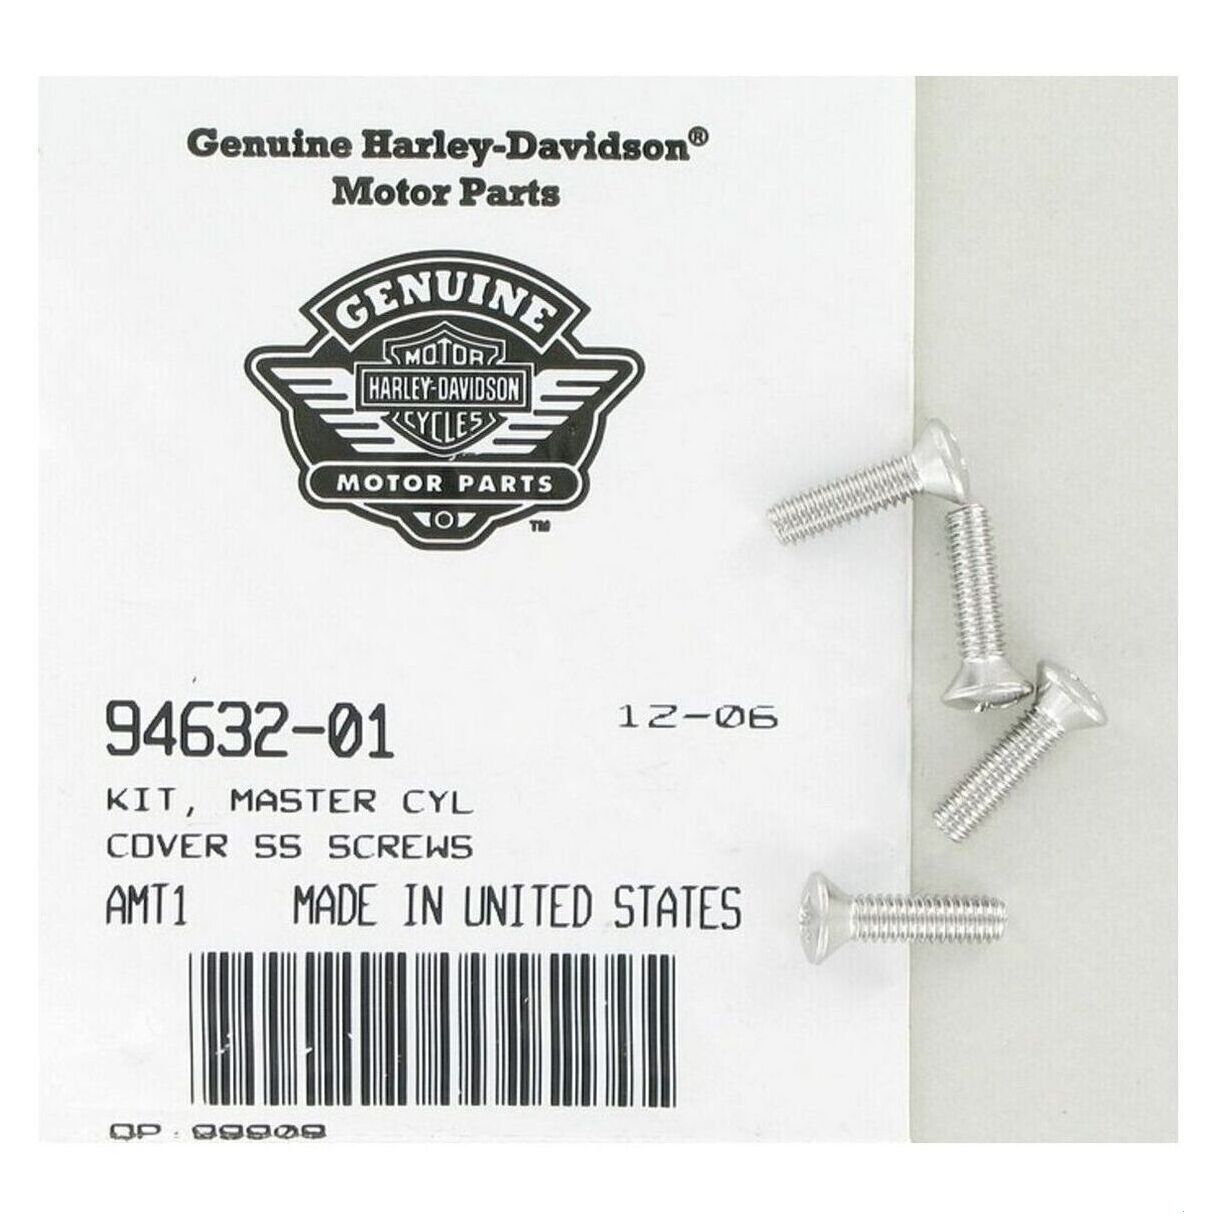 Genuine Harley-Davidson®
Motor Parts
GENUINE
MOTOR
HARLEY-DAVIDSON
CYCLES
MOTOR PARTS
TM
94632-01 12-06
KIT, MASTER CYL
COVER SS SCREWS
AMT1 MADE IN UNITED STATES